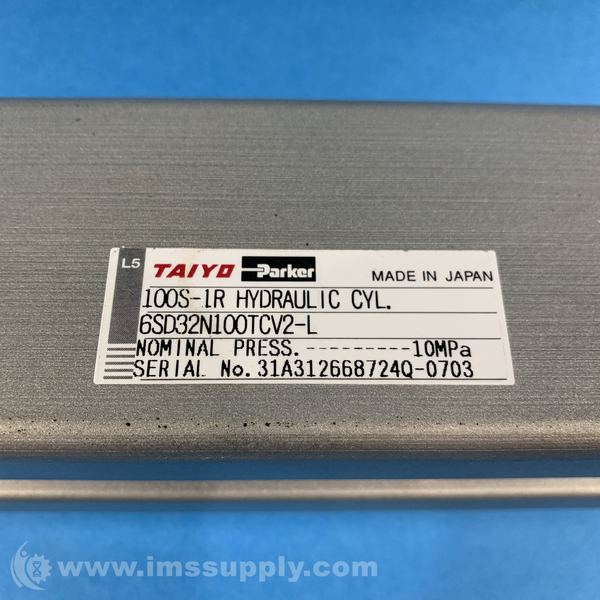 L5 TAIYO Parker MADE IN JAPAN
100S-1R HYDRAULIC CYL.
6SD32N100TCV2-L
NOMINAL PRESS. ---------10MPa
SERIAL No. 31A312668724Q-0703
www.imssupply.com